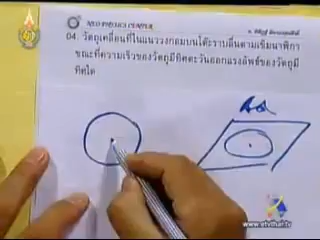 NEO PHYSICS CENTER
04. วัตถุเคลื่อนที่ในแนววงกลมบนโต๊ะราบลื่นตามเข็มนาฬิกา
ขณะที่ความเร็วของวัตถุมีทิศตะวันออกแรงลัพธ์ของวัตถุมี
ทิศใด
www.etvthai.tv